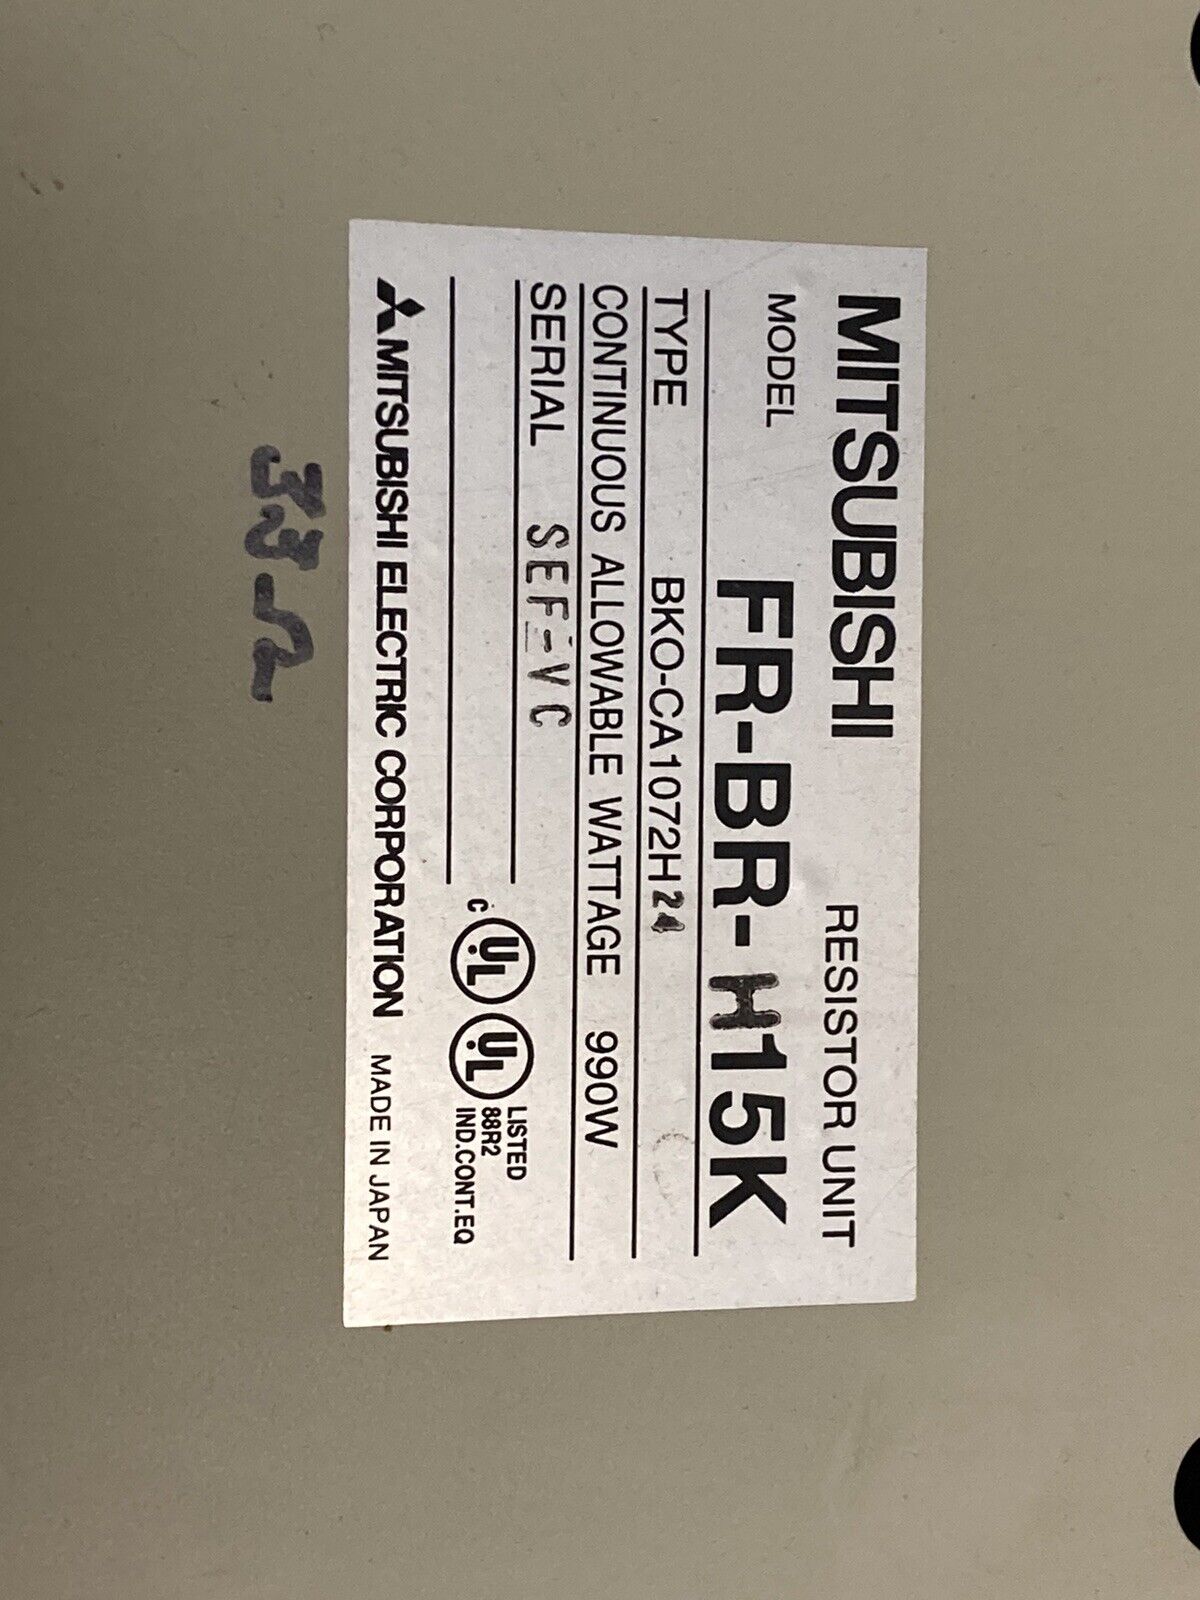 MITSUBISHI RESISTOR UNIT
MODEL FR-BR-H15K
TYPE BKO-CA1072H24
CONTINUOUS ALLOWABLE WATTAGE 990W
SERIAL SEF-VC
C UL UL LISTED
88R2
IND.CONT.EQ
MITSUBISHI ELECTRIC CORPORATION MADE IN JAPAN
33Ω